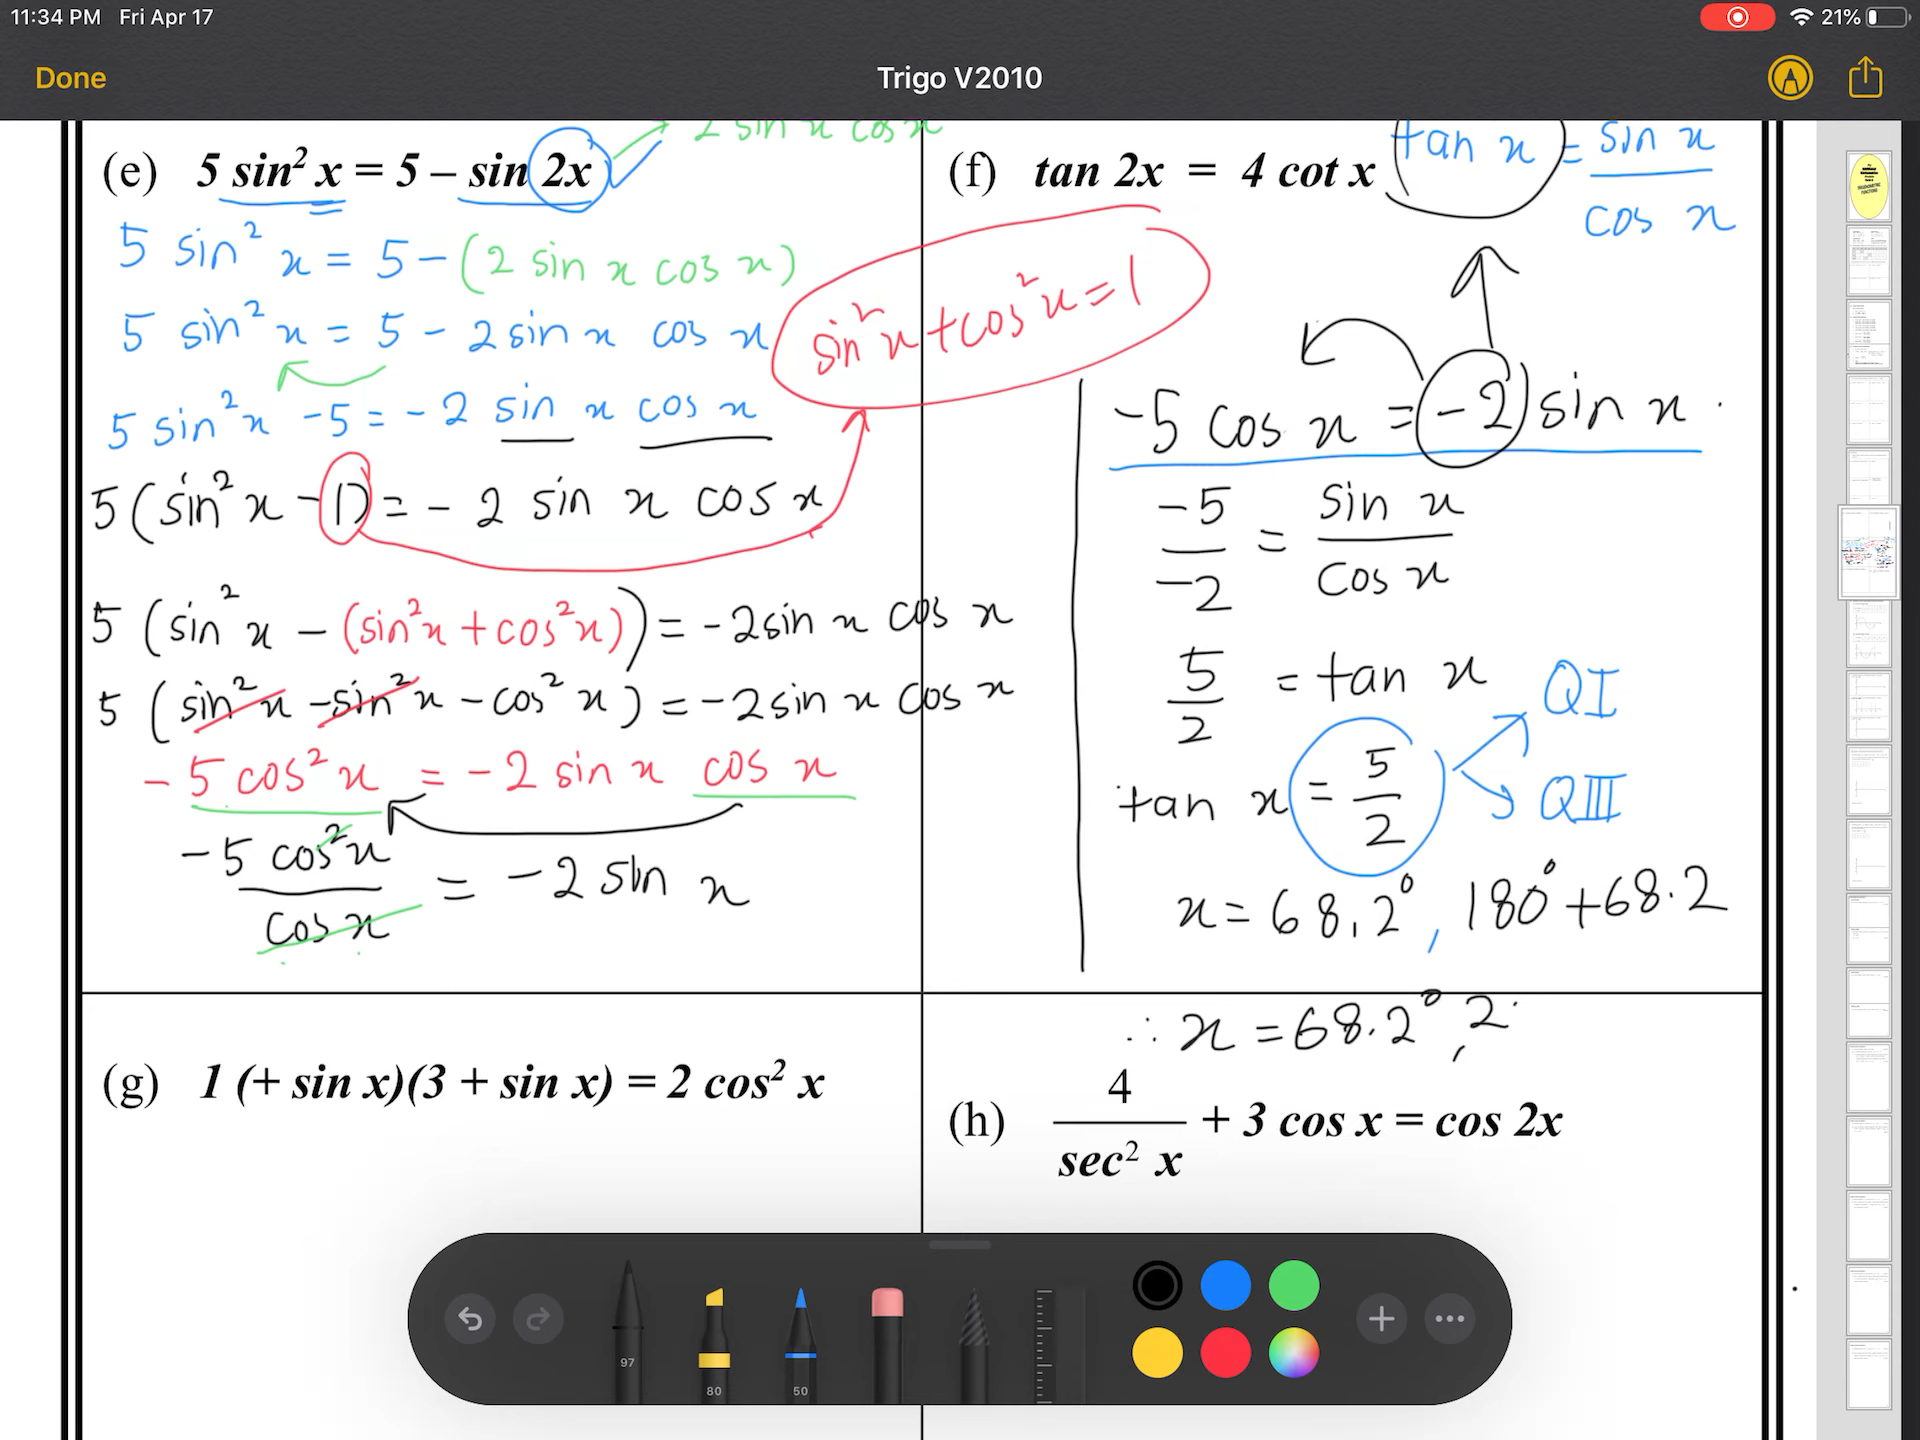 11:34 PM Fri Apr 17
21%
Done
Trigo V2010
2 sin x cos x
(e) 5 sin² x = 5 – sin 2x
5 sin² x = 5 - (2 sin x cos x)
5 sin² x = 5 - 2 sin x cos x
5 sin² x - 5 = - 2 sin x cos x
5 (sin² x - 1) = - 2 sin x cos x
sin² x + cos² x = 1
5 (sin² x - (sin² x + cos² x)) = -2 sin x cos x
5 (sin² x - sin² x - cos² x) = -2 sin x cos x
- 5 cos² x = - 2 sin x cos x
-5 cos² x / cos x = -2 sin x
(f) tan 2x = 4 cot x
tan x = sin x / cos x
-5 cos x = -2 sin x
-5 / -2 = sin x / cos x
5 / 2 = tan x
tan x = 5 / 2
QI
QIII
x = 68.2°, 180° + 68.2
∴ x = 68.2°, 2
(g) 1 (+ sin x)(3 + sin x) = 2 cos² x
(h) 4 / sec² x + 3 cos x = cos 2x
97
80
50